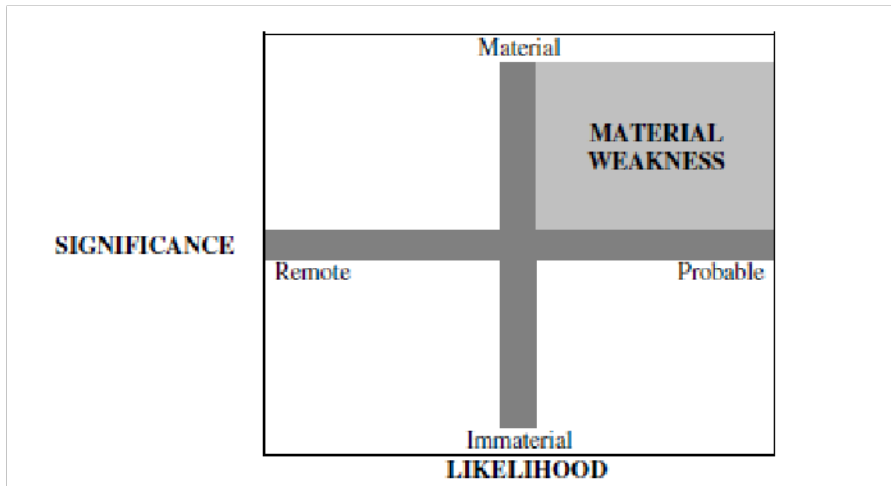 Material
MATERIAL
WEAKNESS
SIGNIFICANCE
Remote
Probable
Immaterial
LIKELIHOOD